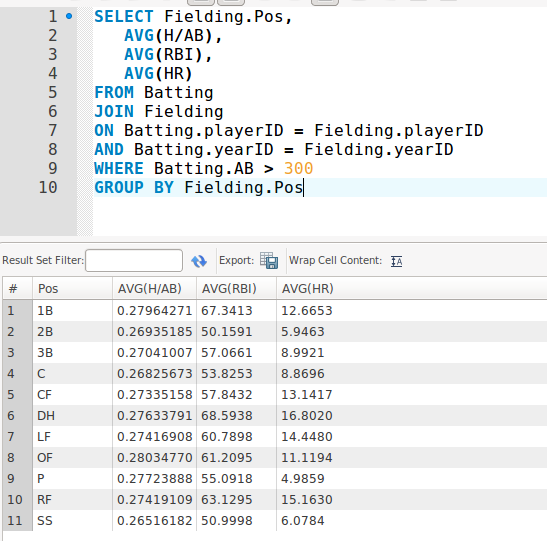 1 SELECT Fielding.Pos,
2 AVG(H/AB),
3 AVG(RBI),
4 AVG(HR)
5 FROM Batting
6 JOIN Fielding
7 ON Batting.playerID = Fielding.playerID
8 AND Batting.yearID = Fielding.yearID
9 WHERE Batting.AB > 300
10 GROUP BY Fielding.Pos
Result Set Filter: Export: Wrap Cell Content: IA
# Pos AVG(H/AB) AVG(RBI) AVG(HR)
1 1B 0.27964271 67.3413 12.6653
2 2B 0.26935185 50.1591 5.9463
3 3B 0.27041007 57.0661 8.9921
4 C 0.26825673 53.8253 8.8696
5 CF 0.27335158 57.8432 13.1417
6 DH 0.27633791 68.5938 16.8020
7 LF 0.27416908 60.7898 14.4480
8 OF 0.28034770 61.2095 11.1194
9 P 0.27723888 55.0918 4.9859
10 RF 0.27419109 63.1295 15.1630
11 SS 0.26516182 50.9998 6.0784